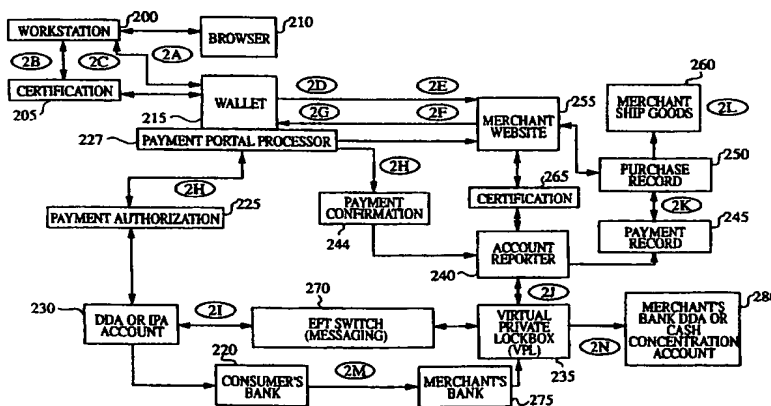 200
WORKSTATION
BROWSER
210
2B
2C
2A
CERTIFICATION
205
WALLET
215
2D
2E
2G
2F
MERCHANT
WEBSITE
255
260
MERCHANT
SHIP GOODS
2L
227
PAYMENT PORTAL PROCESSOR
2H
2H
265
CERTIFICATION
250
PURCHASE
RECORD
PAYMENT AUTHORIZATION
225
PAYMENT
CONFIRMATION
244
2K
245
PAYMENT
RECORD
ACCOUNT
REPORTER
240
230
DDA OR IPA
ACCOUNT
2I
270
EFT SWITCH
(MESSAGING)
2J
VIRTUAL
PRIVATE
LOCKBOX
(VPL)
235
2N
280
MERCHANT'S
BANK DDA OR
CASH
CONCENTRATION
ACCOUNT
220
CONSUMER'S
BANK
2M
MERCHANT'S
BANK
275